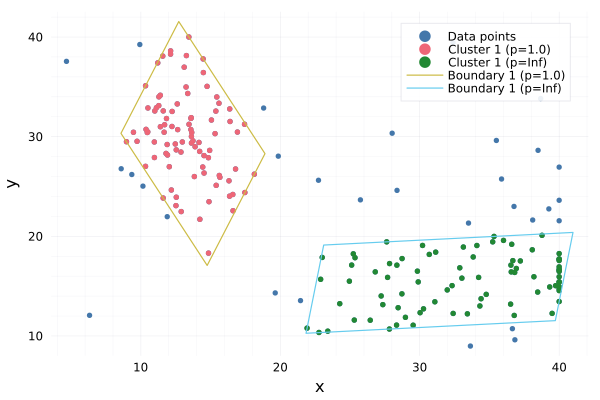 40
30
20
10
y
10
20
30
40
x
Data points
Cluster 1 (p=1.0)
Cluster 1 (p=Inf)
Boundary 1 (p=1.0)
Boundary 1 (p=Inf)